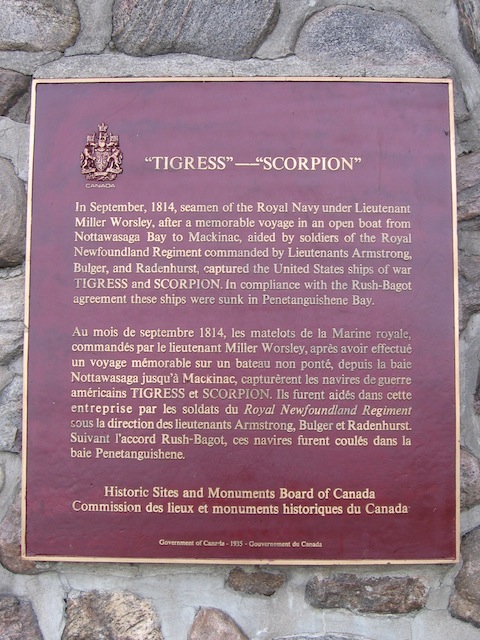 CANADA
"TIGRESS"—"SCORPION"
In September, 1814, seamen of the Royal Navy under Lieutenant
Miller Worsley, after a memorable voyage in an open boat from
Nottawasaga Bay to Mackinac, aided by soldiers of the Royal
Newfoundland Regiment commanded by Lieutenants Armstrong,
Bulger, and Radenhurst, captured the United States ships of war
TIGRESS and SCORPION. In compliance with the Rush-Bagot
agreement these ships were sunk in Penetanguishene Bay.
Au mois de septembre 1814, les matelots de la Marine royale,
commandés par le lieutenant Miller Worsley, après avoir effectué
un voyage mémorable sur un bateau non ponté, depuis la baie
Nottawasaga jusqu'à Mackinac, capturèrent les navires de guerre
américains TIGRESS et SCORPION. Ils furent aidés dans cette
entreprise par les soldats du Royal Newfoundland Regiment
sous la direction des lieutenants Armstrong, Bulger et Radenhurst.
Suivant l'accord Rush-Bagot, ces navires furent coulés dans la
baie Penetanguishene.
Historic Sites and Monuments Board of Canada
Commission des lieux et monuments historiques du Canada
Government of Canada - 1935 - Gouvernement du Canada